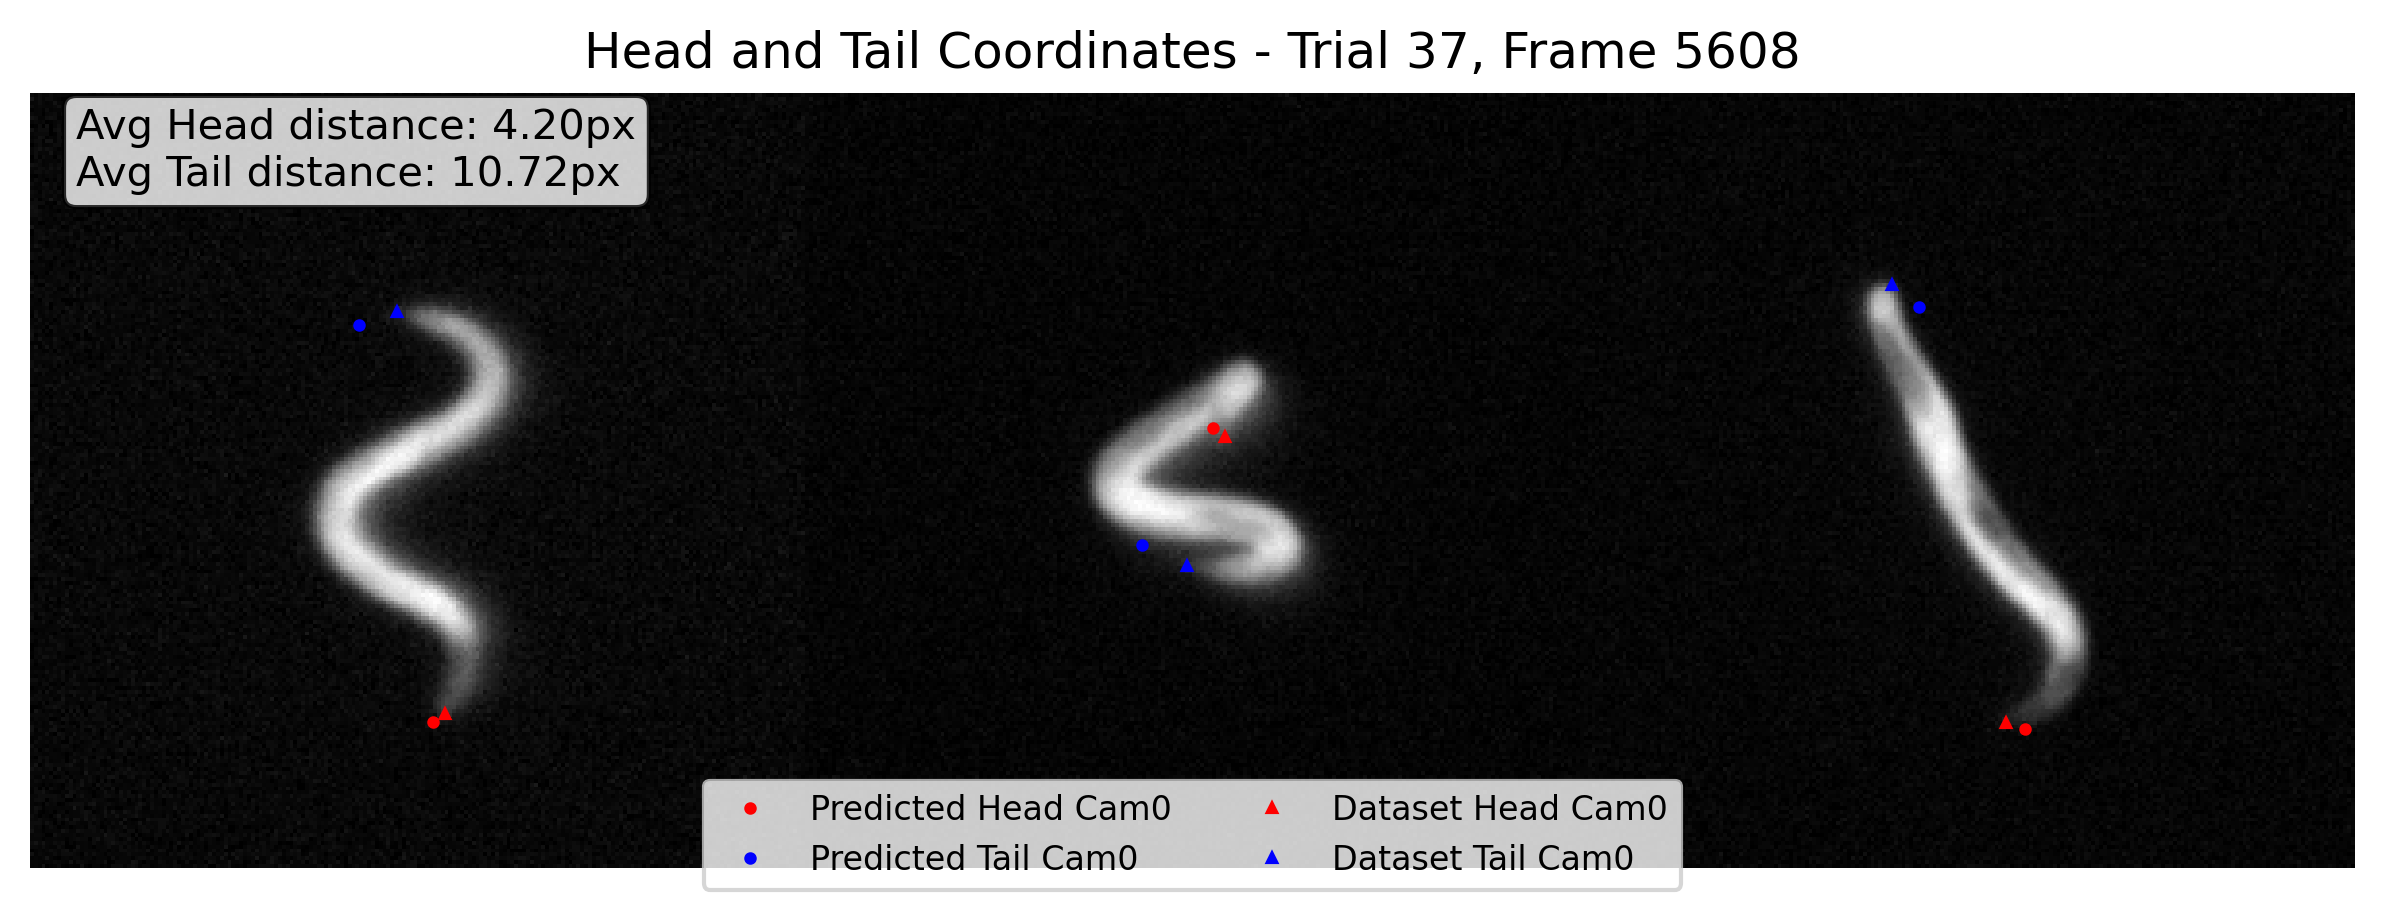 Head and Tail Coordinates - Trial 37, Frame 5608
Avg Head distance: 4.20px
Avg Tail distance: 10.72px
Predicted Head Cam0
Predicted Tail Cam0
Dataset Head Cam0
Dataset Tail Cam0